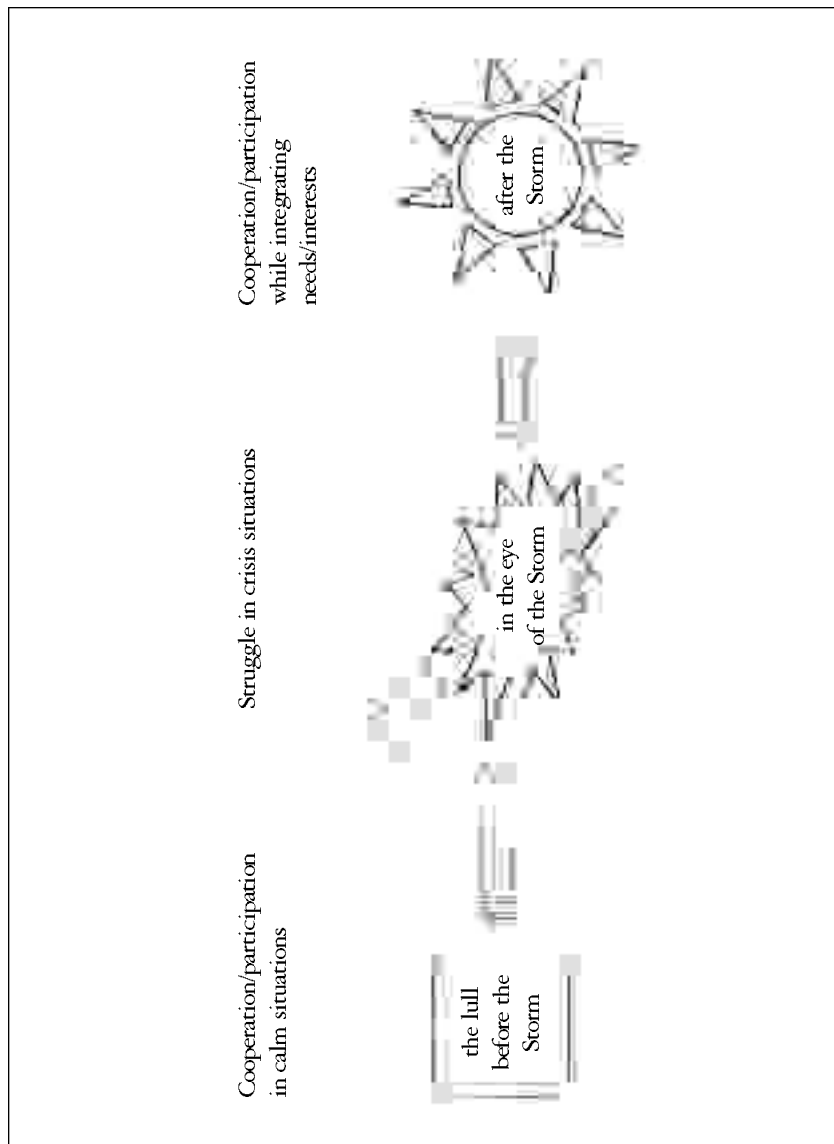 Cooperation/participation
in calm situations
Struggle in crisis situations
Cooperation/participation
while integrating
needs/interests
the lull
before the
Storm
in the eye
of the Storm
after the
Storm